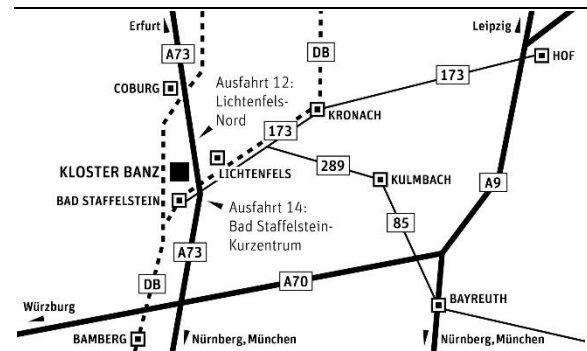 Erfurt
Leipzig
A73
DB
HOF
173
COBURG
Ausfahrt 12:
Lichtenfels-
Nord
KRONACH
173
KLOSTER BANZ
LICHTENFELS
289
KULMBACH
A9
BAD STAFFELSTEIN
Ausfahrt 14:
Bad Staffelstein-
Kurzentrum
85
A73
DB
A70
Würzburg
BAYREUTH
BAMBERG
Nürnberg, München
Nürnberg, München